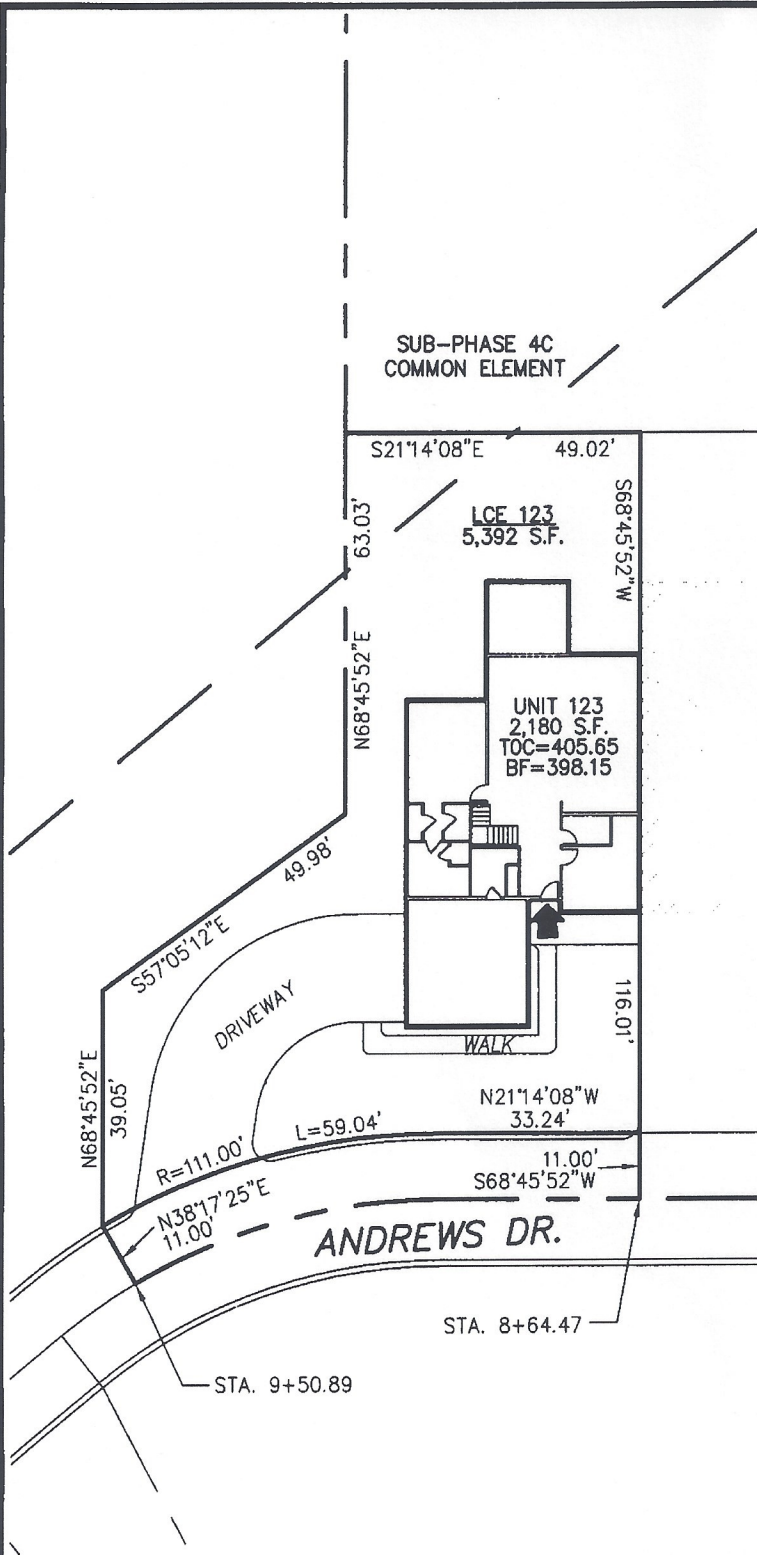 SUB-PHASE 4C
COMMON ELEMENT
S21°14'08"E 49.02'
63.03'
N68°45'52"E
LCE 123
5,392 S.F.
S68°45'52"W
UNIT 123
2,180 S.F.
TOC=405.65
BF=398.15
49.98'
S57°05'12"E
DRIVEWAY
WALK
116.01'
N68°45'52"E
39.05'
N21°14'08"W
33.24'
L=59.04'
R=111.00'
11.00'
S68°45'52"W
N38°17'25"E
11.00'
ANDREWS DR.
STA. 8+64.47
STA. 9+50.89